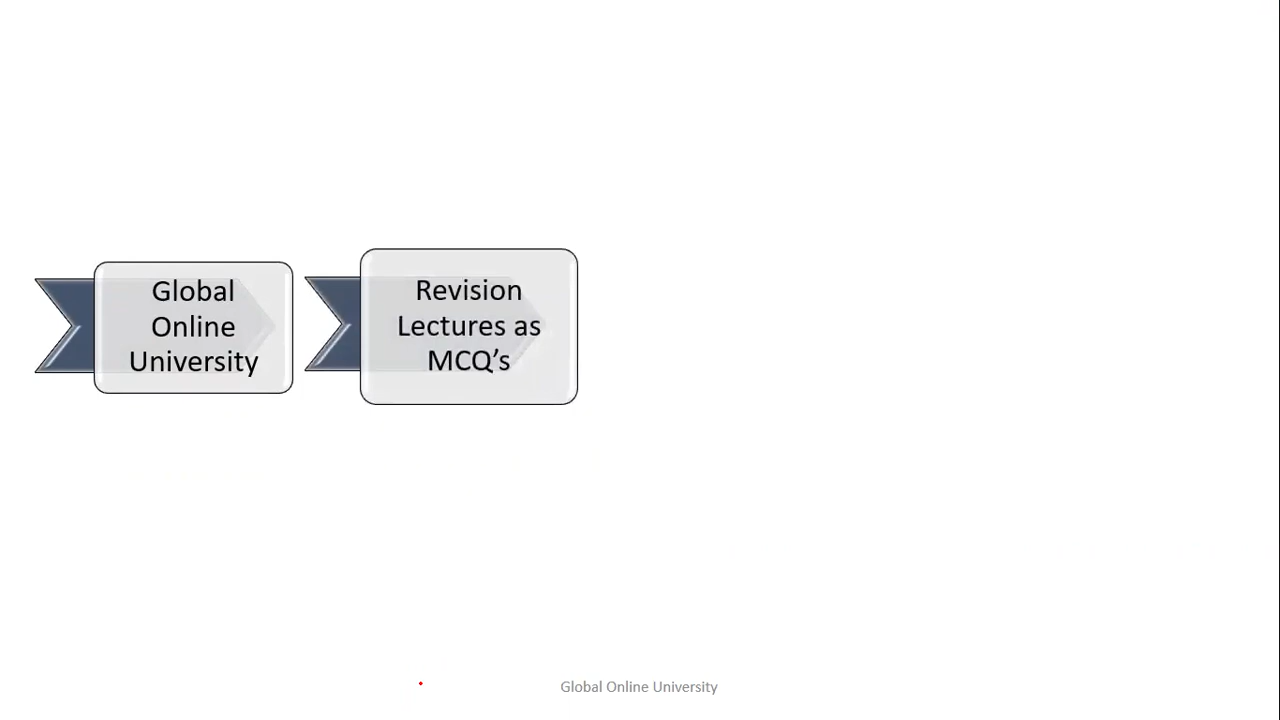 Global
Online
University
Revision
Lectures as
MCQ’s
Global Online University